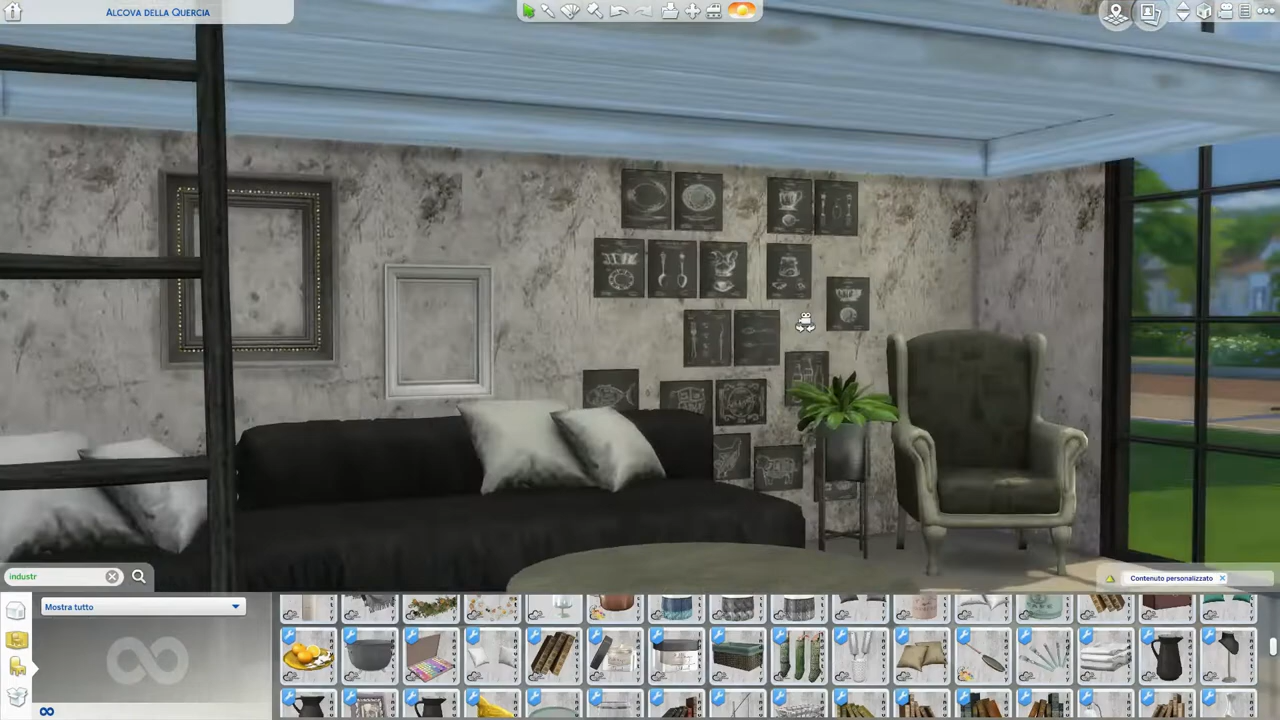 ALCOVA DELLA QUERCIA
industr
Contenuto personalizzato
Mostra tutto